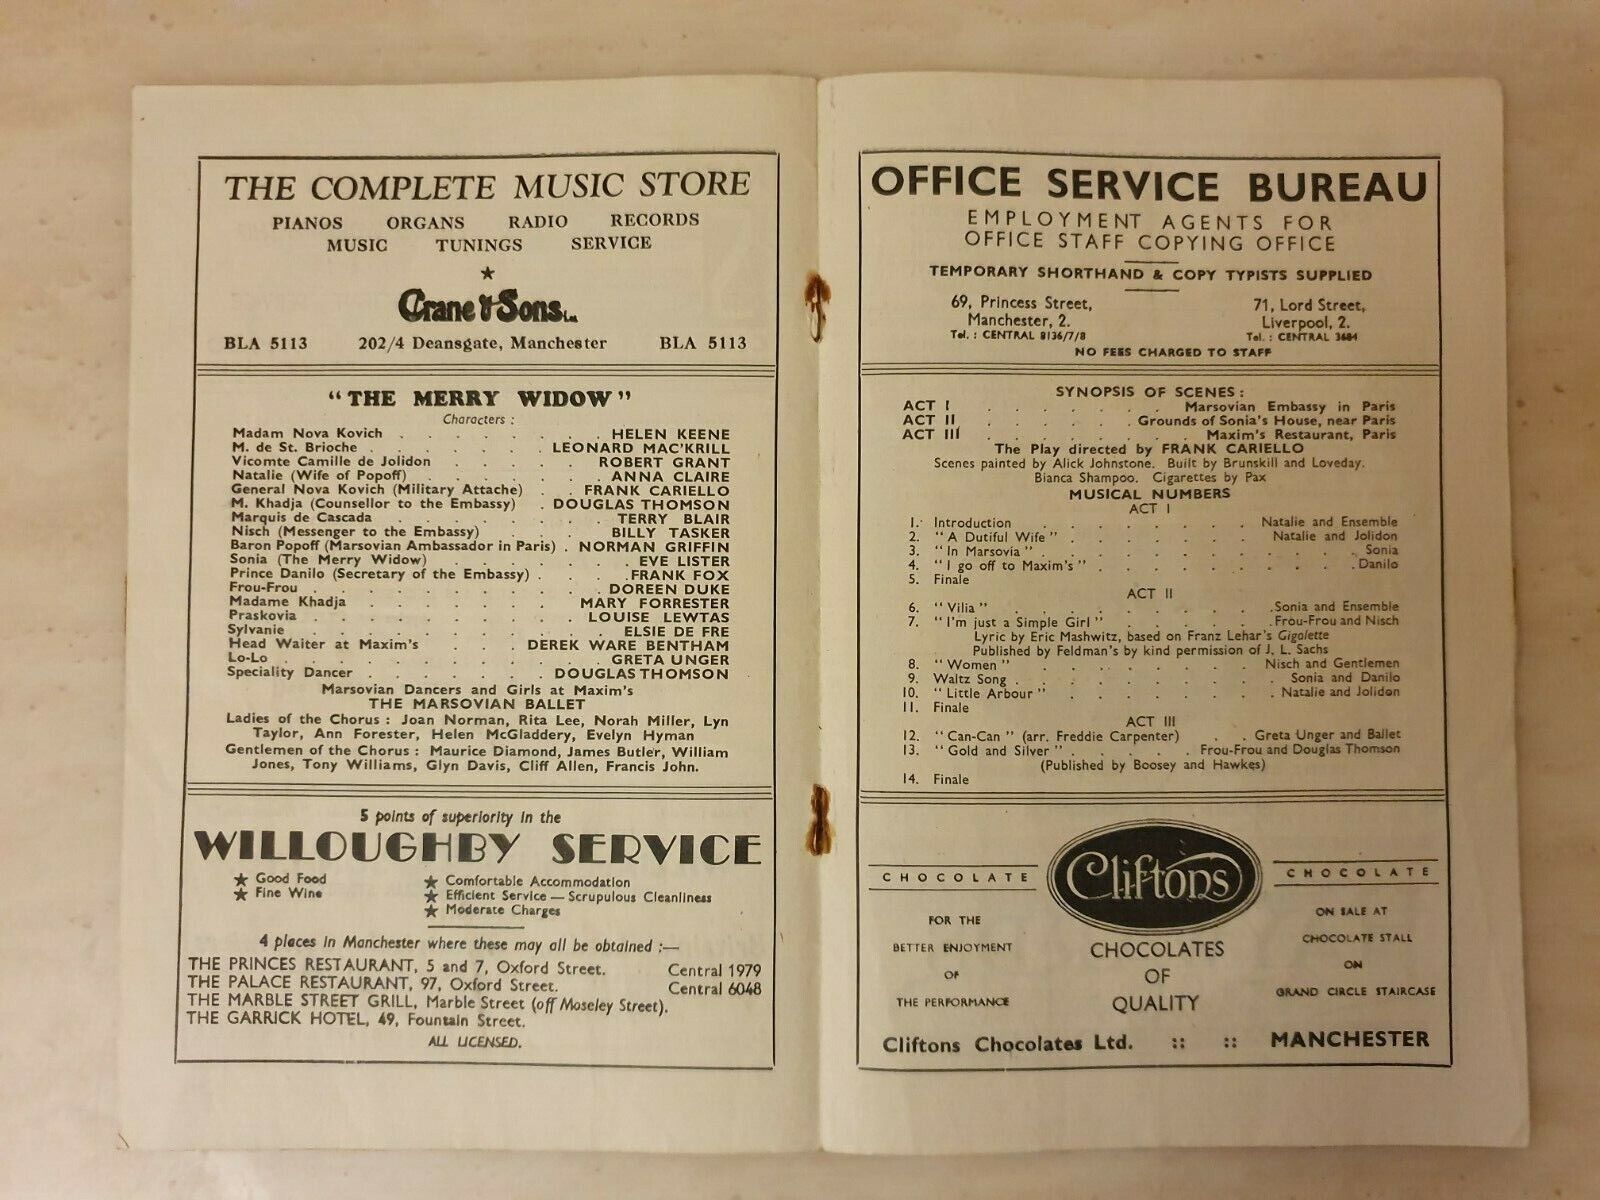 THE COMPLETE MUSIC STORE
PIANOS ORGANS RADIO RECORDS
MUSIC TUNINGS SERVICE
Crane & Sons Ltd.
BLA 5113 202/4 Deansgate, Manchester BLA 5113
"THE MERRY WIDOW"
Characters :
Madam Nova Kovich . . . . . . . HELEN KEENE
M. de St. Brioche . . . . . . LEONARD MAC'KRILL
Vicomte Camille de Jolidon . . . . . ROBERT GRANT
Natalie (Wife of Popoff) . . . . . . . ANNA CLAIRE
General Nova Kovich (Military Attache) . . FRANK CARIELLO
M. Khadja (Counsellor to the Embassy) . DOUGLAS THOMSON
Marquis de Cascada . . . . . . . . TERRY BLAIR
Nisch (Messenger to the Embassy) . . . . BILLY TASKER
Baron Popoff (Marsovian Ambassador in Paris) . NORMAN GRIFFIN
Sonia (The Merry Widow) . . . . . . . EVE LISTER
Prince Danilo (Secretary of the Embassy) . . . . FRANK FOX
Frou-Frou . . . . . . . . . . DOREEN DUKE
Madame Khadja . . . . . . . . MARY FORRESTER
Praskovia . . . . . . . . . LOUISE LEWTAS
Sylvanie . . . . . . . . . . ELSIE DE FRE
Head Waiter at Maxim's . . . DEREK WARE BENTHAM
Lo-Lo . . . . . . . . . . . GRETA UNGER
Speciality Dancer . . . . . . DOUGLAS THOMSON
Marsovian Dancers and Girls at Maxim's
THE MARSOVIAN BALLET
Ladies of the Chorus : Joan Norman, Rita Lee, Norah Miller, Lyn
Taylor, Ann Forester, Helen McGladdery, Evelyn Hyman
Gentlemen of the Chorus : Maurice Diamond, James Butler, William
Jones, Tony Williams, Glyn Davis, Cliff Allen, Francis John.
5 points of superiority in the
WILLOUGHBY SERVICE
★ Good Food ★ Comfortable Accommodation
★ Fine Wine ★ Efficient Service — Scrupulous Cleanliness
★ Moderate Charges
4 places in Manchester where these may all be obtained :—
THE PRINCES RESTAURANT, 5 and 7, Oxford Street. Central 1979
THE PALACE RESTAURANT, 97, Oxford Street. Central 6048
THE MARBLE STREET GRILL, Marble Street (off Moseley Street).
THE GARRICK HOTEL, 49, Fountain Street.
ALL LICENSED.
OFFICE SERVICE BUREAU
EMPLOYMENT AGENTS FOR
OFFICE STAFF COPYING OFFICE
TEMPORARY SHORTHAND & COPY TYPISTS SUPPLIED
69, Princess Street, 71, Lord Street,
Manchester, 2. Liverpool, 2.
Tel. : CENTRAL 8136/7/8 Tel. : CENTRAL 3684
NO FEES CHARGED TO STAFF
SYNOPSIS OF SCENES :
ACT I . . . . . . . Marsovian Embassy in Paris
ACT II . . . . . Grounds of Sonia's House, near Paris
ACT III . . . . . . . . Maxim's Restaurant, Paris
The Play directed by FRANK CARIELLO
Scenes painted by Alick Johnstone. Built by Brunskill and Loveday.
Bianca Shampoo. Cigarettes by Pax
MUSICAL NUMBERS
ACT I
1. Introduction . . . . . . . . Natalie and Ensemble
2. "A Dutiful Wife" . . . . . . . Natalie and Jolidon
3. "In Marsovia" . . . . . . . . . . . Sonia
4. "I go off to Maxim's" . . . . . . . . . Danilo
5. Finale
ACT II
6. "Vilia" . . . . . . . . Sonia and Ensemble
7. "I'm just a Simple Girl" . . . . . . Frou-Frou and Nisch
Lyric by Eric Mashwitz, based on Franz Lehar's Gigolette
Published by Feldman's by kind permission of J. L. Sachs
8. "Women" . . . . . . . . Nisch and Gentlemen
9. Waltz Song . . . . . . . . . Sonia and Danilo
10. "Little Arbour" . . . . . . . Natalie and Jolidon
11. Finale
ACT III
12. "Can-Can" (arr. Freddie Carpenter) . . Greta Unger and Ballet
13. "Gold and Silver" . . . . . Frou-Frou and Douglas Thomson
(Published by Boosey and Hawkes)
14. Finale
CHOCOLATE Cliftons CHOCOLATE
FOR THE
BETTER ENJOYMENT
OF
THE PERFORMANCE
CHOCOLATES
OF
QUALITY
ON SALE AT
CHOCOLATE STALL
ON
GRAND CIRCLE STAIRCASE
Cliftons Chocolates Ltd. :: :: MANCHESTER